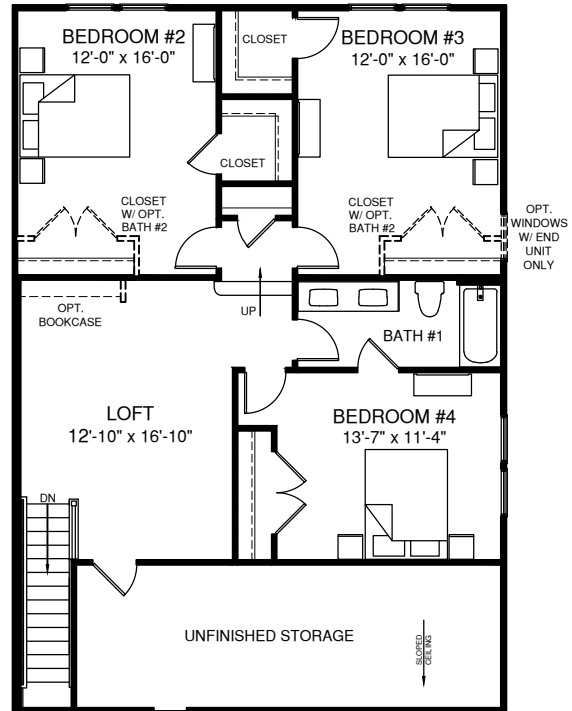 BEDROOM #2
12'-0" x 16'-0"
CLOSET
BEDROOM #3
12'-0" x 16'-0"
CLOSET
CLOSET
W/ OPT.
BATH #2
CLOSET
W/ OPT.
BATH #2
OPT.
WINDOWS
W/ END
UNIT
ONLY
OPT.
BOOKCASE
UP
BATH #1
LOFT
12'-10" x 16'-10"
BEDROOM #4
13'-7" x 11'-4"
DN
UNFINISHED STORAGE
SLOPED
CEILING